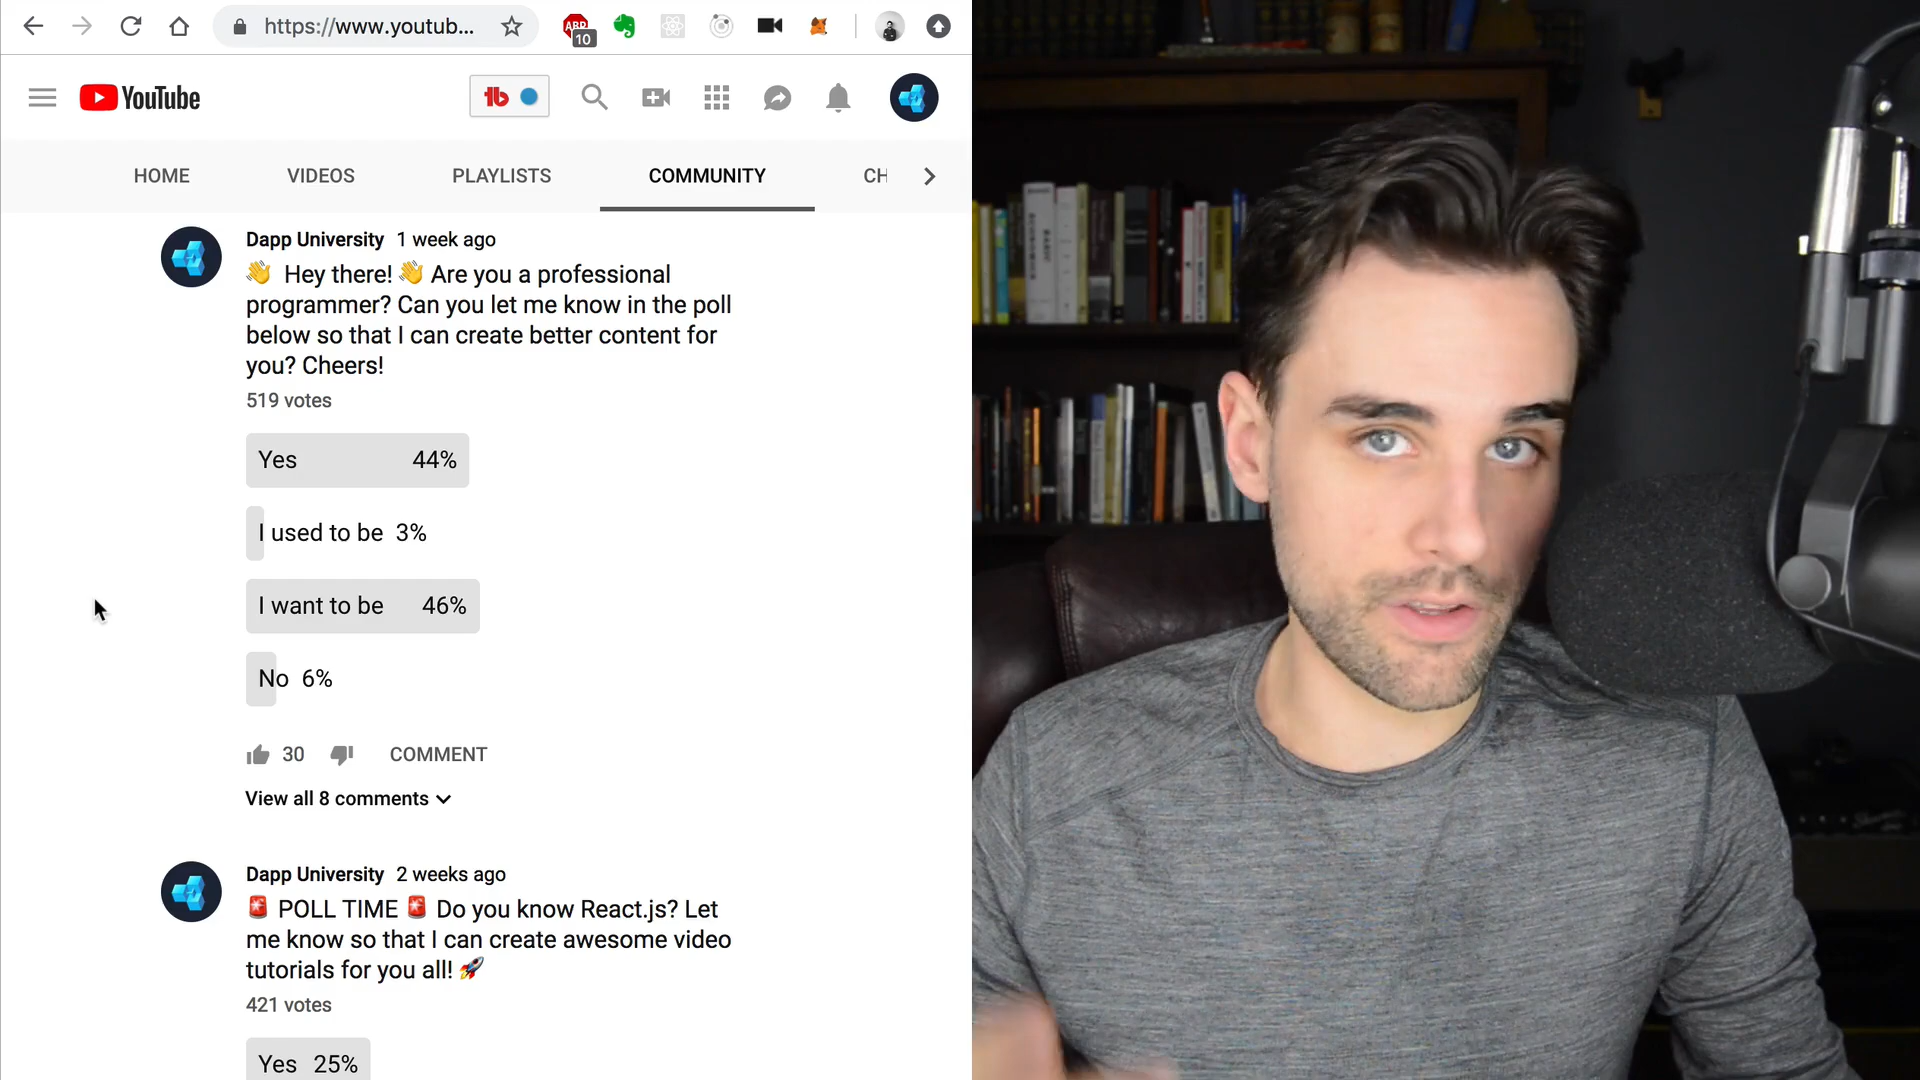 https://www.youtub...
ABP
10
YouTube
tb
HOME VIDEOS PLAYLISTS COMMUNITY CH
Dapp University 1 week ago
👋 Hey there! 👋 Are you a professional
programmer? Can you let me know in the poll
below so that I can create better content for
you? Cheers!
519 votes
Yes 44%
I used to be 3%
I want to be 46%
No 6%
30 COMMENT
View all 8 comments
Dapp University 2 weeks ago
🚨 POLL TIME 🚨 Do you know React.js? Let
me know so that I can create awesome video
tutorials for you all! 🚀
421 votes
Yes 25%